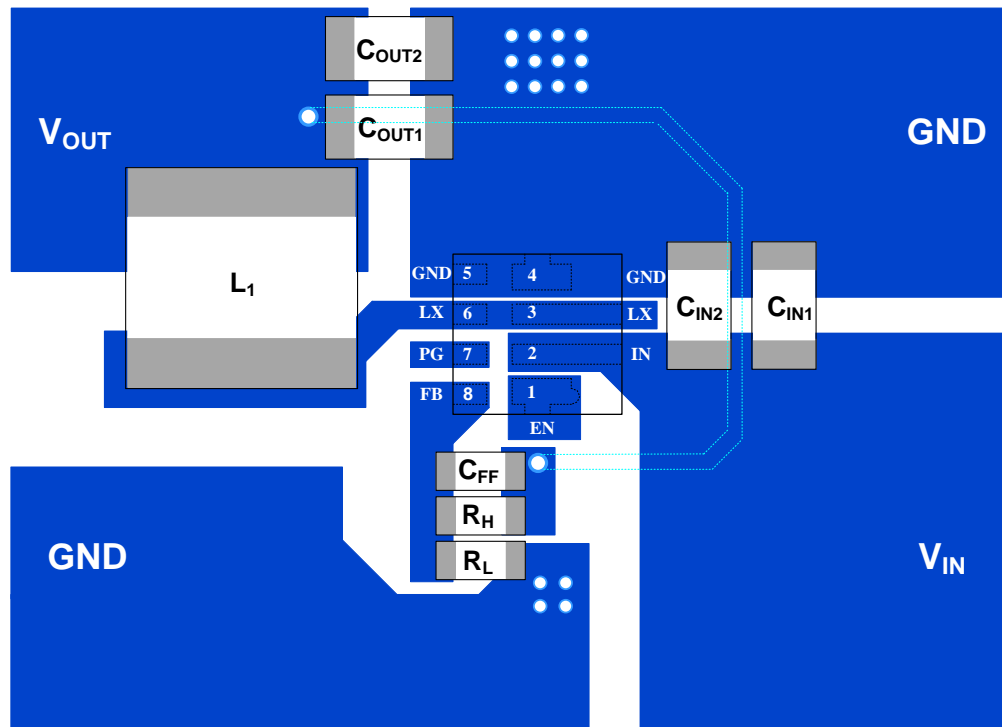 COUT2
COUT1
VOUT
GND
L1
GND 5 4 GND
LX 6 3 LX
CIN2 CIN1
PG 7 2 IN
FB 8 1
EN
CFF
RH
RL
GND
VIN